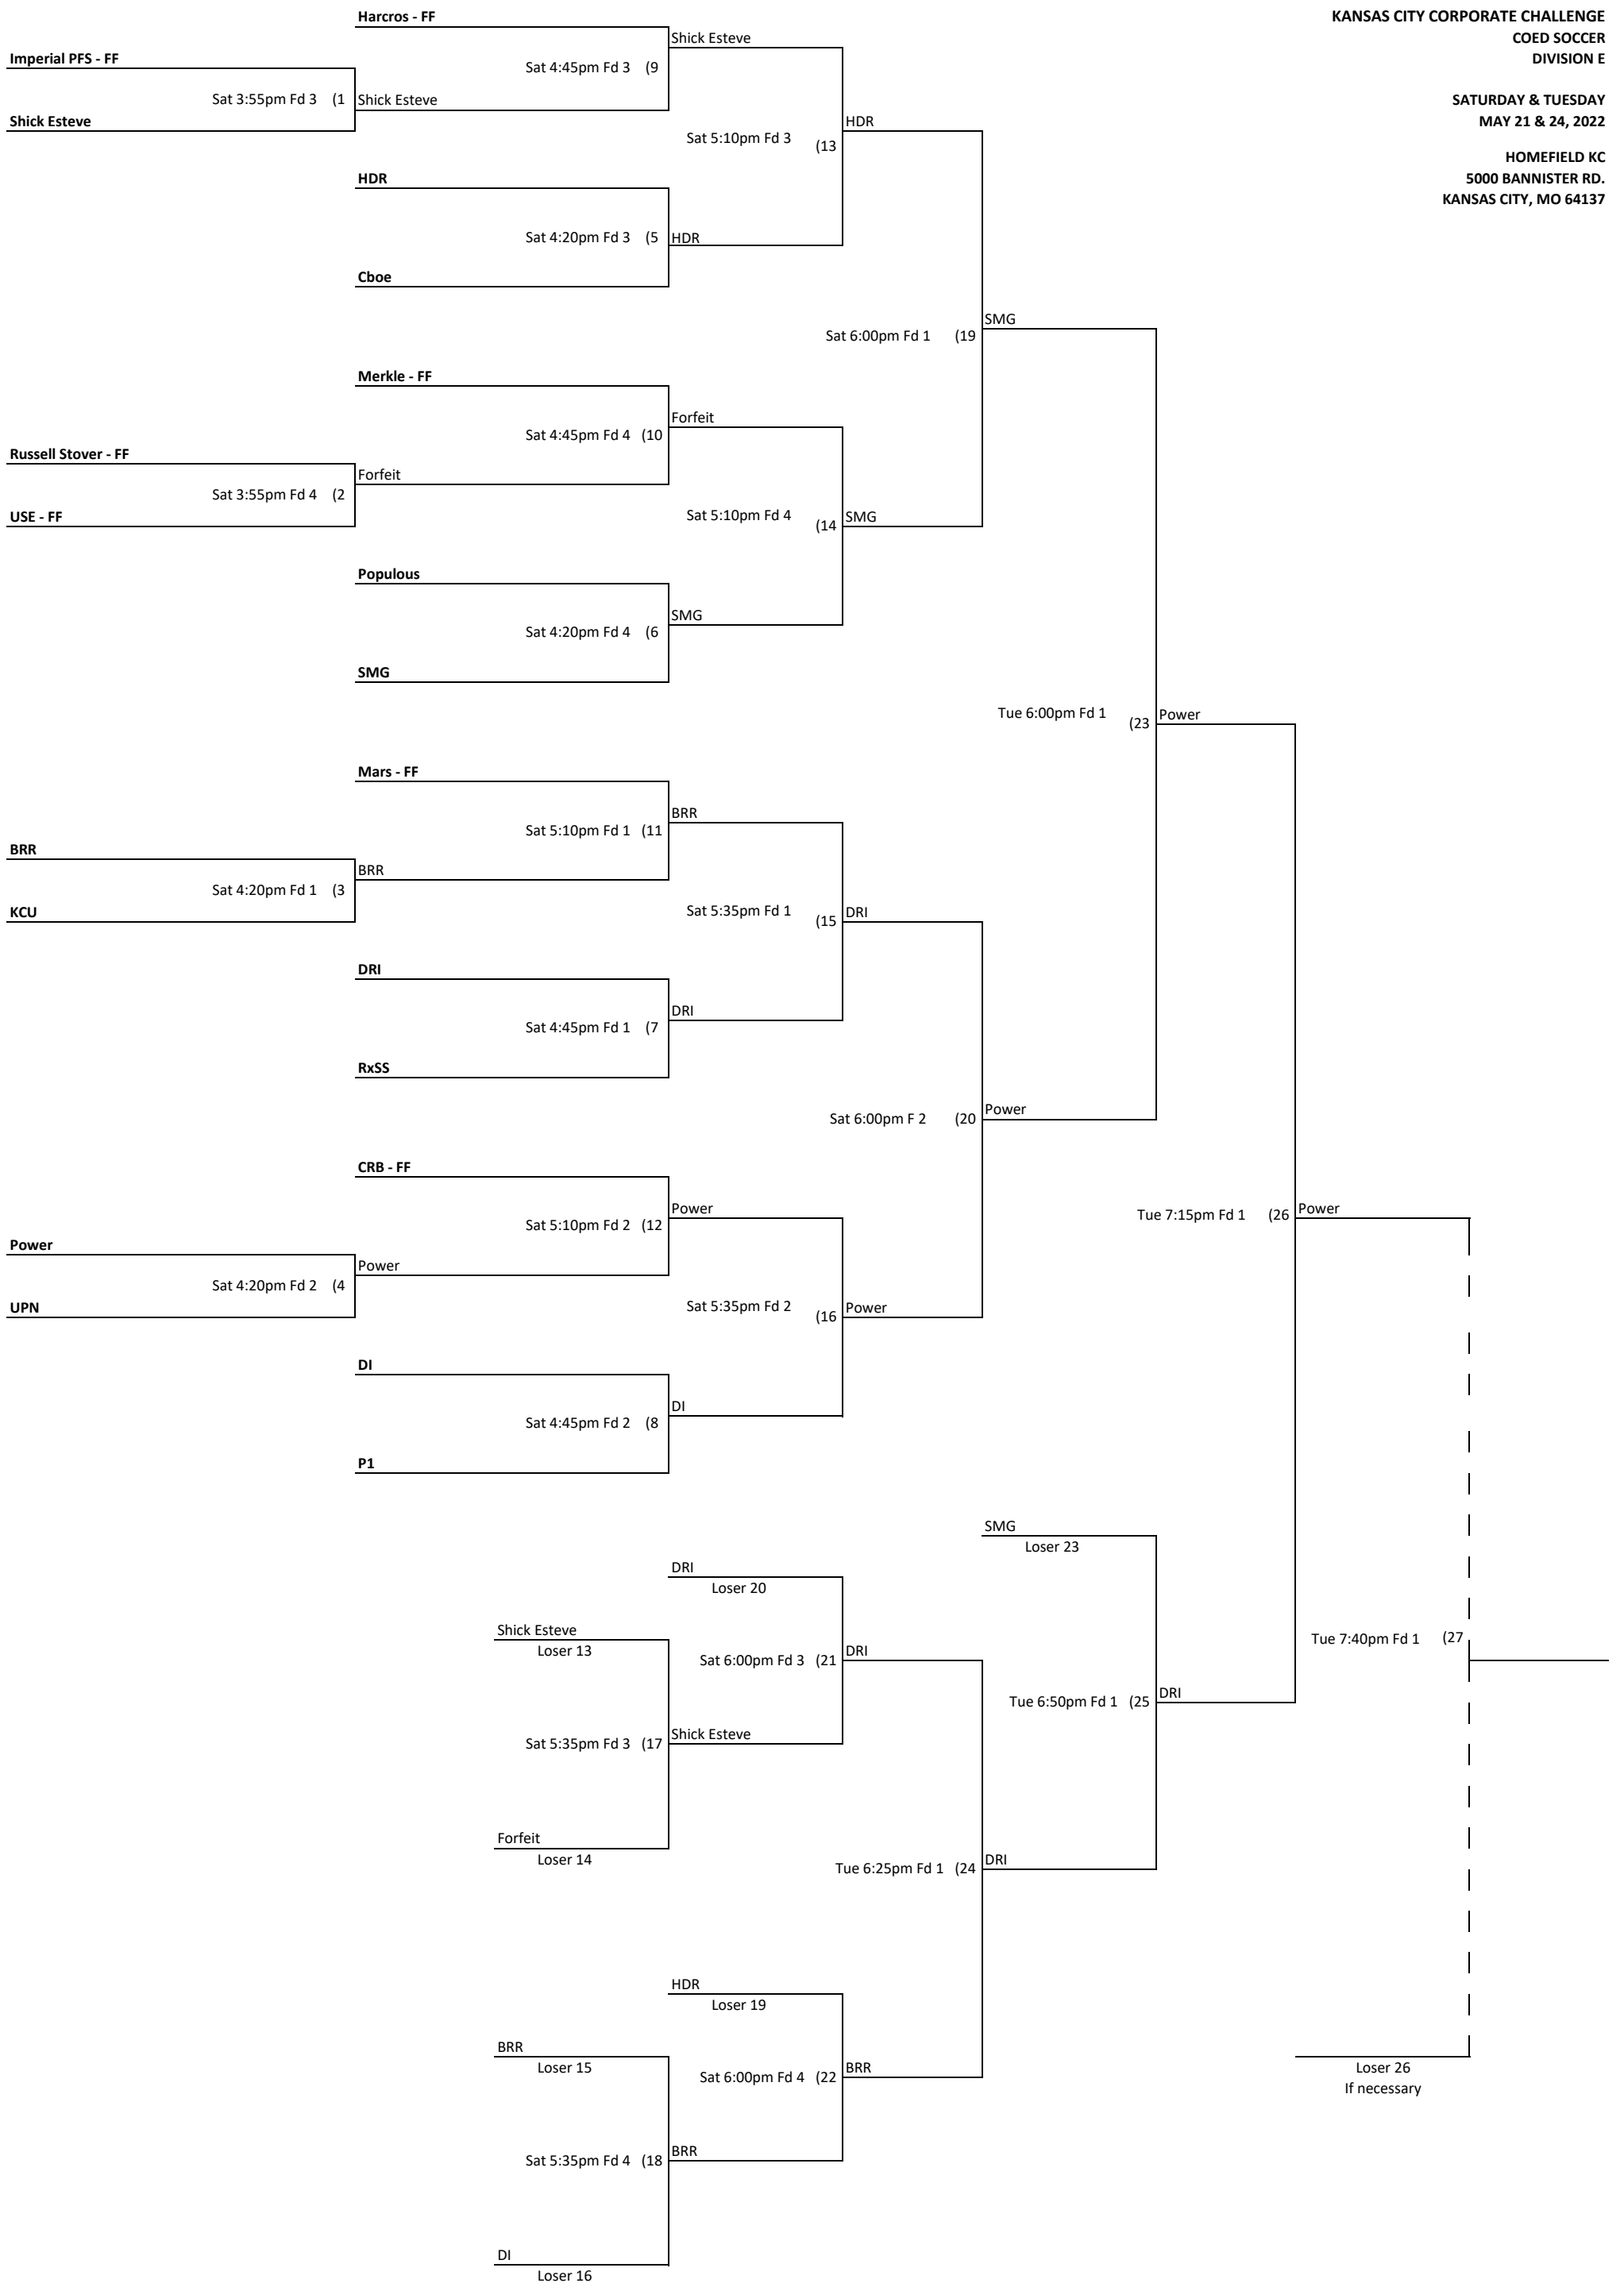 Harcros - FF
KANSAS CITY CORPORATE CHALLENGE
COED SOCCER
DIVISION E
SATURDAY & TUESDAY
MAY 21 & 24, 2022
HOMEFIELD KC
5000 BANNISTER RD.
KANSAS CITY, MO 64137
Shick Esteve
Imperial PFS - FF
Sat 4:45pm Fd 3 (9
Sat 3:55pm Fd 3 (1
Shick Esteve
Shick Esteve
HDR
Sat 5:10pm Fd 3 (13
HDR
Sat 4:20pm Fd 3 (5
HDR
Cboe
SMG
Sat 6:00pm Fd 1 (19
Merkle - FF
Forfeit
Sat 4:45pm Fd 4 (10
Russell Stover - FF
Forfeit
Sat 3:55pm Fd 4 (2
USE - FF
Sat 5:10pm Fd 4 (14
SMG
Populous
SMG
Sat 4:20pm Fd 4 (6
SMG
Tue 6:00pm Fd 1 (23
Power
Mars - FF
BRR
Sat 5:10pm Fd 1 (11
BRR
BRR
Sat 4:20pm Fd 1 (3
KCU
Sat 5:35pm Fd 1 (15
DRI
DRI
DRI
Sat 4:45pm Fd 1 (7
RxSS
Power
Sat 6:00pm F 2 (20
CRB - FF
Power
Sat 5:10pm Fd 2 (12
Tue 7:15pm Fd 1 (26
Power
Power
Power
Sat 4:20pm Fd 2 (4
UPN
Sat 5:35pm Fd 2 (16
Power
DI
DI
Sat 4:45pm Fd 2 (8
P1
SMG
Loser 23
DRI
Loser 20
Shick Esteve
Loser 13
Tue 7:40pm Fd 1 (27
Sat 6:00pm Fd 3 (21
DRI
Tue 6:50pm Fd 1 (25
DRI
Sat 5:35pm Fd 3 (17
Shick Esteve
Forfeit
Loser 14
Tue 6:25pm Fd 1 (24
DRI
HDR
Loser 19
BRR
Loser 15
Sat 6:00pm Fd 4 (22
BRR
Loser 26
If necessary
Sat 5:35pm Fd 4 (18
BRR
DI
Loser 16